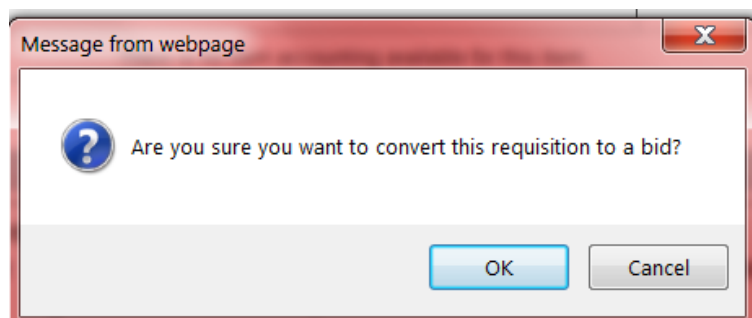 Message from webpage
Are you sure you want to convert this requisition to a bid?
OK
Cancel